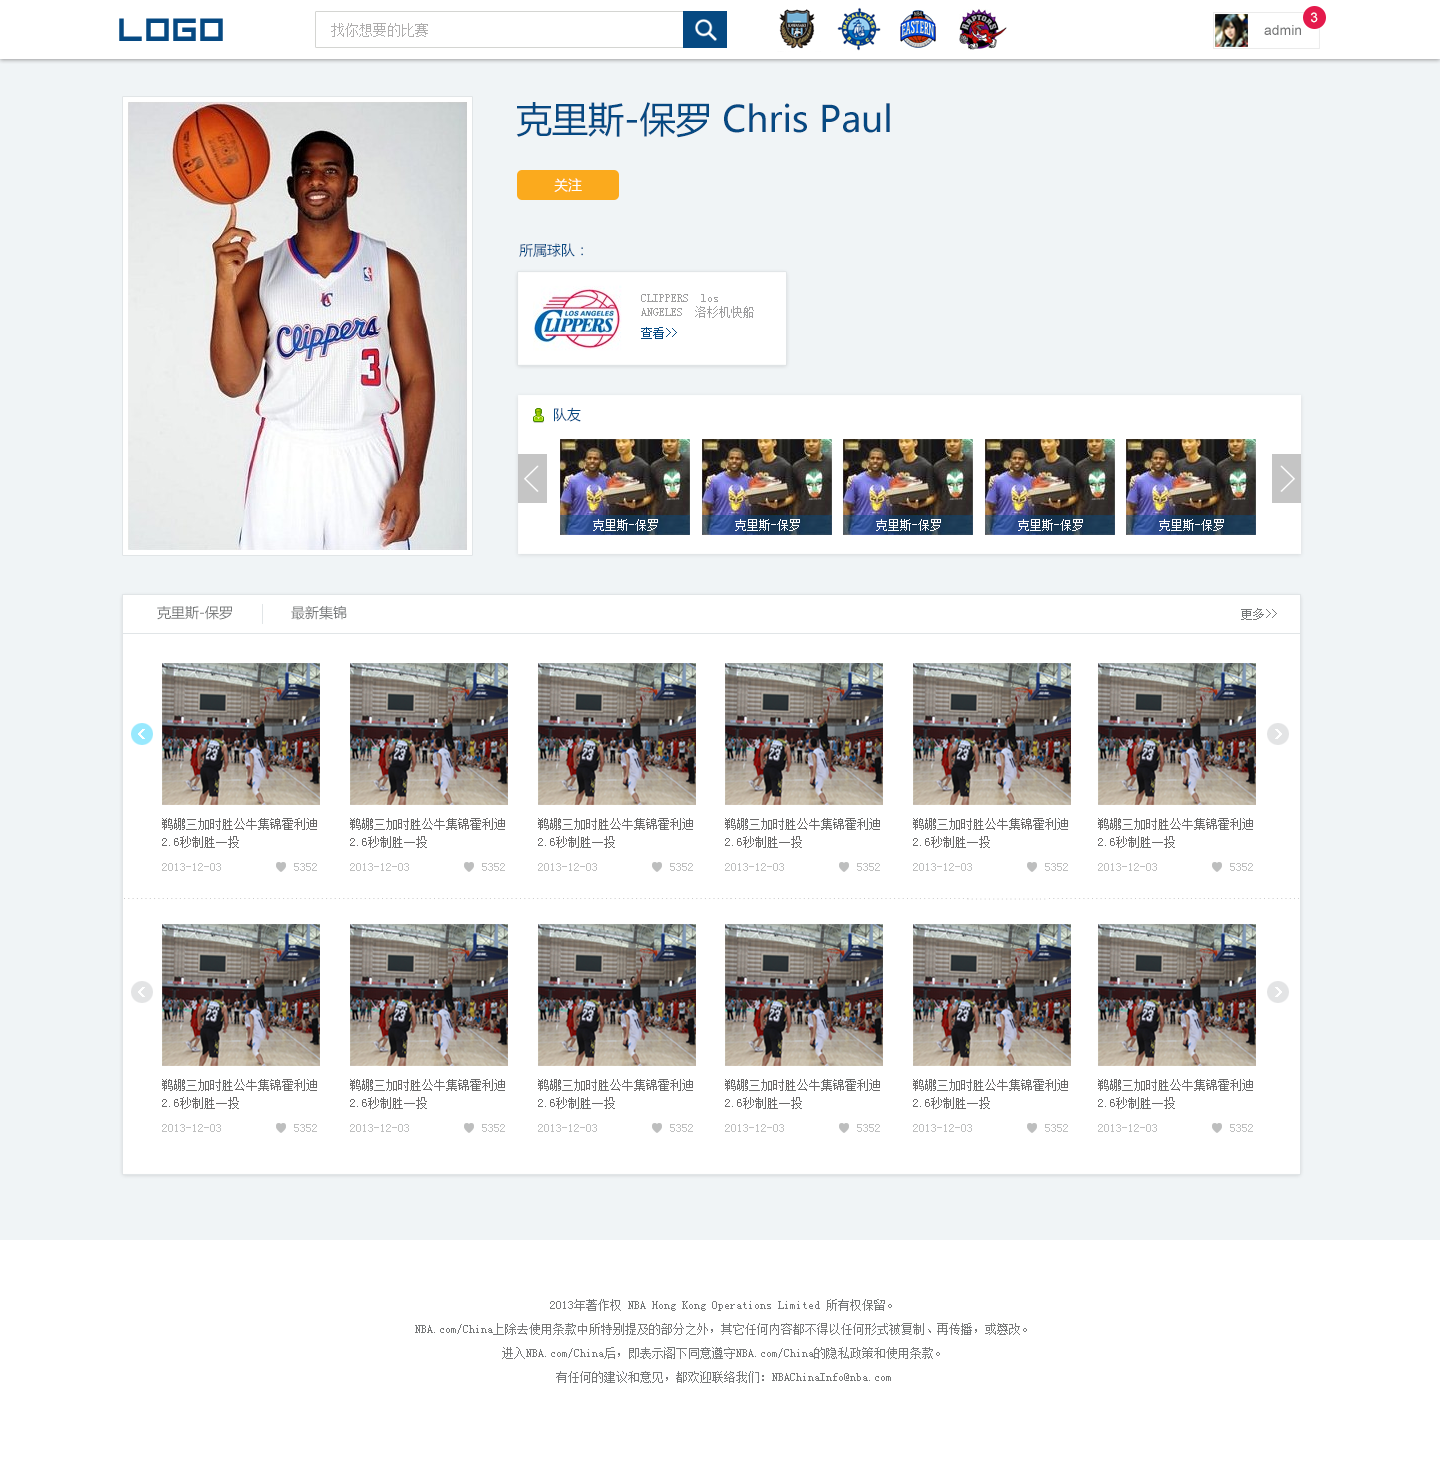 LOGO
找你想要的比赛
EASTERN
RAPTORS
admin
3
克里斯-保罗 Chris Paul
关注
所属球队：
Clippers
3
LOS ANGELES
CLIPPERS
CLIPPERS los
ANGELES 洛杉机快船
查看>>
队友
克里斯-保罗 克里斯-保罗 克里斯-保罗 克里斯-保罗 克里斯-保罗
克里斯-保罗 最新集锦 更多>>
23 23 23 23 23 23
鹈鹕三加时胜公牛集锦霍利迪 鹈鹕三加时胜公牛集锦霍利迪 鹈鹕三加时胜公牛集锦霍利迪 鹈鹕三加时胜公牛集锦霍利迪 鹈鹕三加时胜公牛集锦霍利迪 鹈鹕三加时胜公牛集锦霍利迪
2.6秒制胜一投 2.6秒制胜一投 2.6秒制胜一投 2.6秒制胜一投 2.6秒制胜一投 2.6秒制胜一投
2013-12-03 5352 2013-12-03 5352 2013-12-03 5352 2013-12-03 5352 2013-12-03 5352 2013-12-03 5352
23 23 23 23 23 23
鹈鹕三加时胜公牛集锦霍利迪 鹈鹕三加时胜公牛集锦霍利迪 鹈鹕三加时胜公牛集锦霍利迪 鹈鹕三加时胜公牛集锦霍利迪 鹈鹕三加时胜公牛集锦霍利迪 鹈鹕三加时胜公牛集锦霍利迪
2.6秒制胜一投 2.6秒制胜一投 2.6秒制胜一投 2.6秒制胜一投 2.6秒制胜一投 2.6秒制胜一投
2013-12-03 5352 2013-12-03 5352 2013-12-03 5352 2013-12-03 5352 2013-12-03 5352 2013-12-03 5352
2013年著作权 NBA Hong Kong Operations Limited 所有权保留。
NBA.com/China上除去使用条款中所特别提及的部分之外，其它任何内容都不得以任何形式被复制、再传播，或篡改。
进入NBA.com/China后，即表示阁下同意遵守NBA.com/China的隐私政策和使用条款。
有任何的建议和意见，都欢迎联络我们：NBAChinaInfo@nba.com